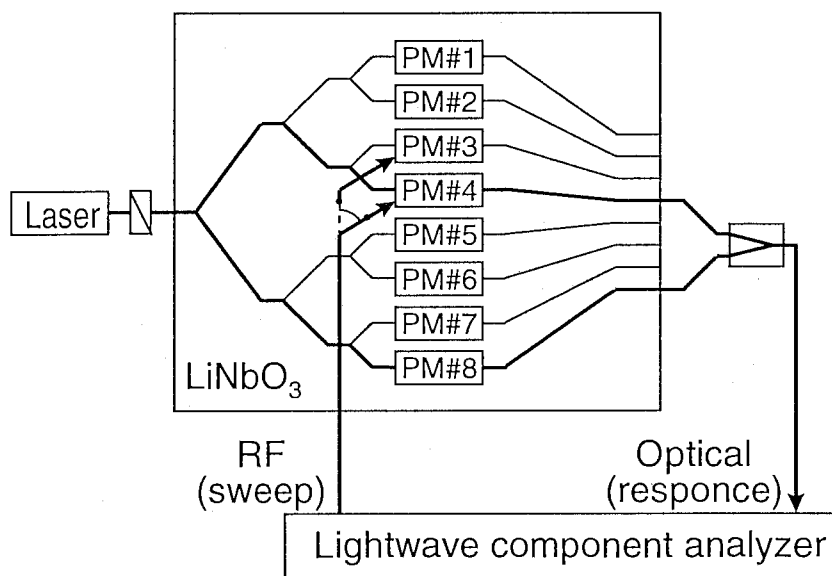 PM#1
PM#2
PM#3
PM#4
PM#5
PM#6
PM#7
PM#8
Laser
LiNbO3
RF
(sweep)
Optical
(responce)
Lightwave component analyzer